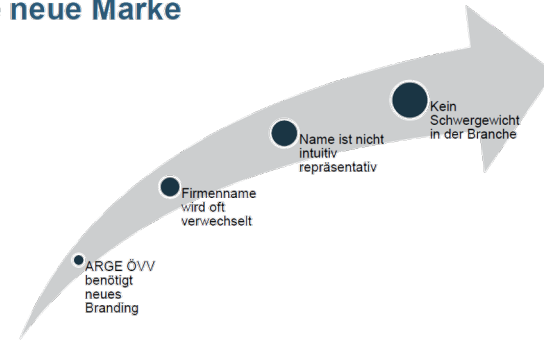 neue Marke
Kein
Schwergewicht
in der Branche
Name ist nicht
intuitiv
repräsentativ
Firmenname
wird oft
verwechselt
ARGE ÖVV
benötigt
neues
Branding